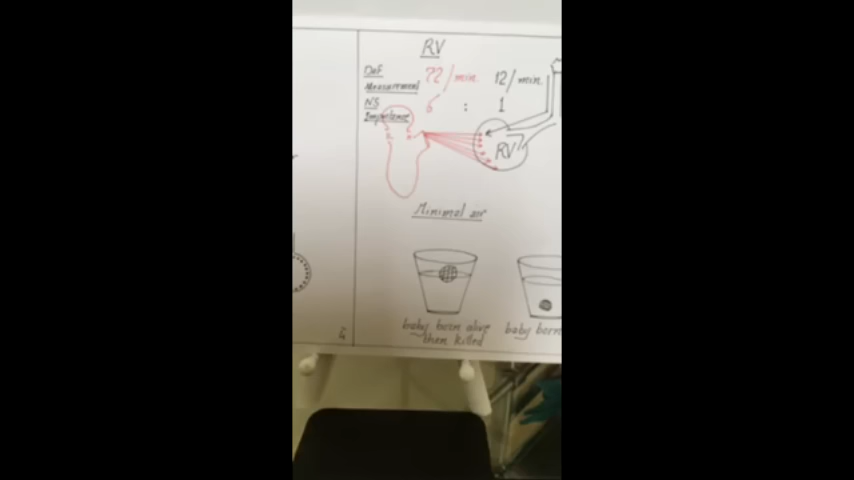 RV
Def
Measurement
72/min. 12/min.
NS 6 : 1
Importance
RV
Minimal air
baby born alive
then killed
baby born
4